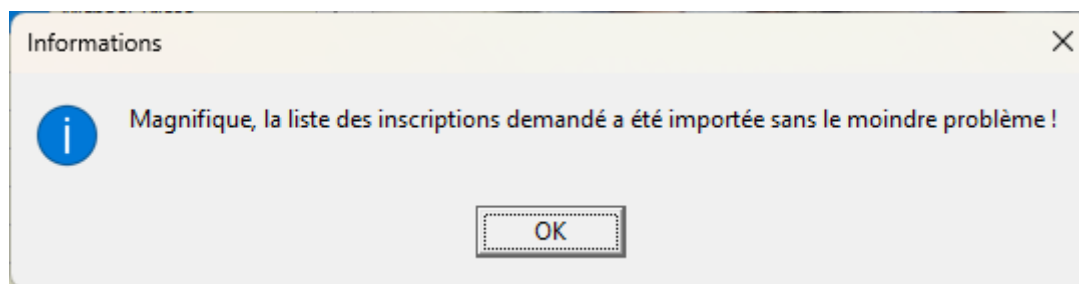 Informations
Magnifique, la liste des inscriptions demandé a été importée sans le moindre problème !
OK